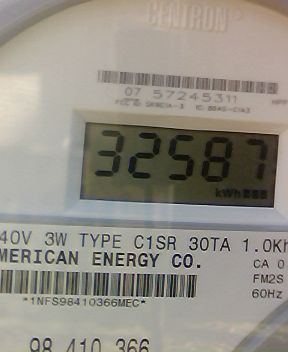 CENTRON®
07 57245311
32587
kWh
40V 3W TYPE C1SR 30TA 1.0Kh
MERICAN ENERGY CO.
CA 0
FM2S
60Hz
*1NFS98410366MEC*
98 410 366